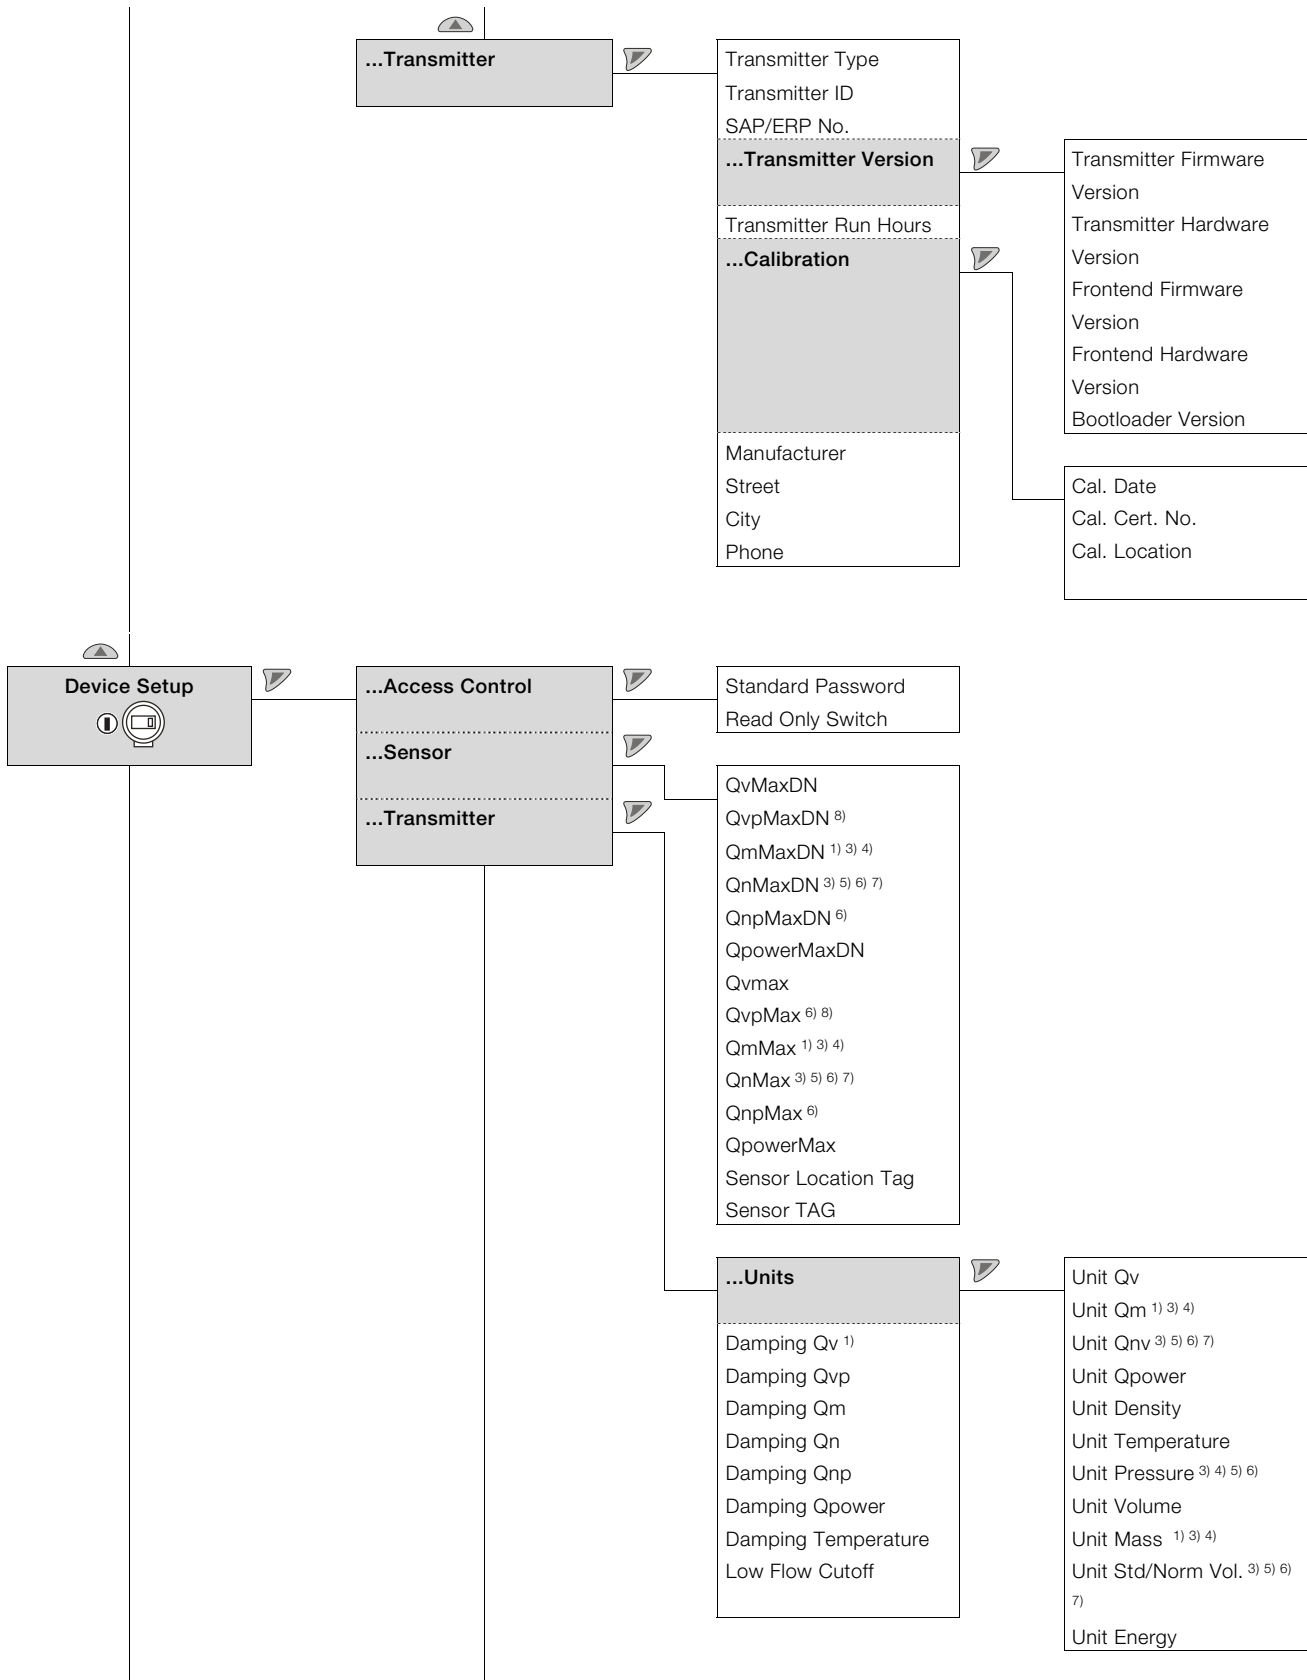 ...Transmitter
Transmitter Type
Transmitter ID
SAP/ERP No.
...Transmitter Version
Transmitter Run Hours
...Calibration
Manufacturer
Street
City
Phone
Transmitter Firmware
Version
Transmitter Hardware
Version
Frontend Firmware
Version
Frontend Hardware
Version
Bootloader Version
Cal. Date
Cal. Cert. No.
Cal. Location
Device Setup
...Access Control
...Sensor
...Transmitter
Standard Password
Read Only Switch
QvMaxDN
QvpMaxDN 8)
QmMaxDN 1) 3) 4)
QnMaxDN 3) 5) 6) 7)
QnpMaxDN 6)
QpowerMaxDN
Qvmax
QvpMax 6) 8)
QmMax 1) 3) 4)
QnMax 3) 5) 6) 7)
QnpMax 6)
QpowerMax
Sensor Location Tag
Sensor TAG
...Units
Damping Qv 1)
Damping Qvp
Damping Qm
Damping Qn
Damping Qnp
Damping Qpower
Damping Temperature
Low Flow Cutoff
Unit Qv
Unit Qm 1) 3) 4)
Unit Qnv 3) 5) 6) 7)
Unit Qpower
Unit Density
Unit Temperature
Unit Pressure 3) 4) 5) 6)
Unit Volume
Unit Mass 1) 3) 4)
Unit Std/Norm Vol. 3) 5) 6)
7)
Unit Energy